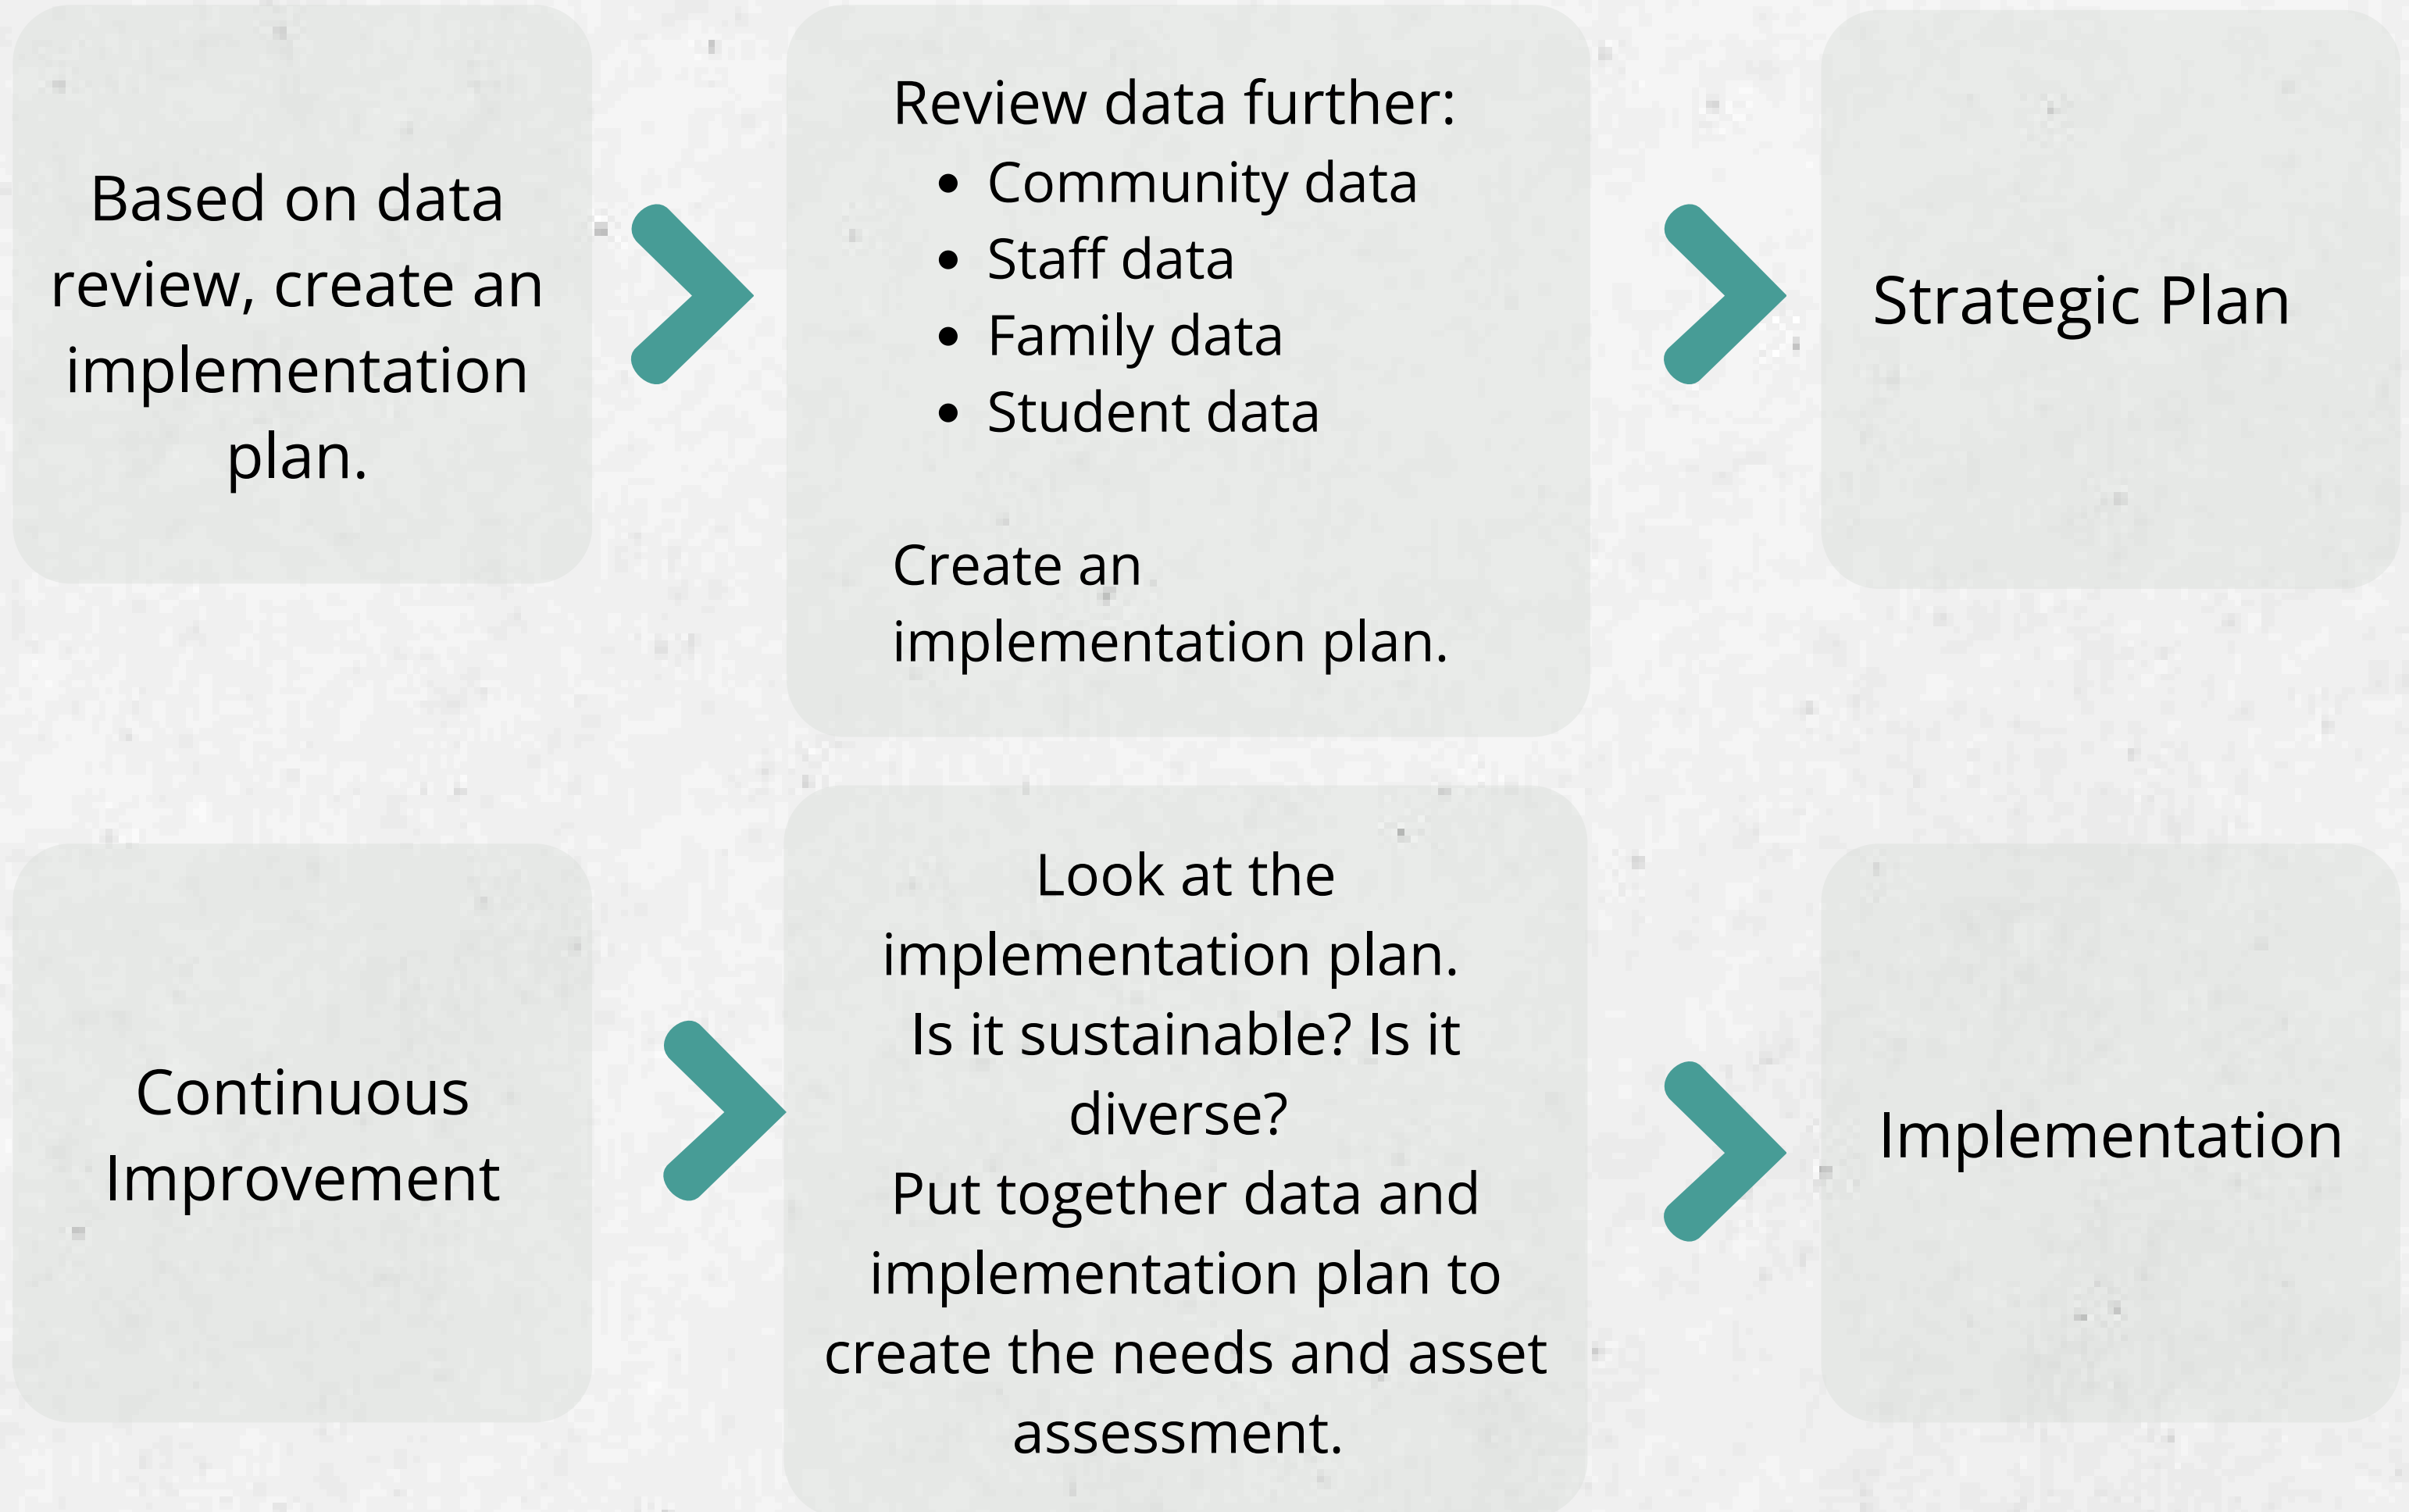 Based on data
review, create an
implementation
plan.
Review data further:
• Community data
• Staff data
• Family data
• Student data
Create an
implementation plan.
Strategic Plan
Continuous
Improvement
Look at the
implementation plan.
Is it sustainable? Is it
diverse?
Put together data and
implementation plan to
create the needs and asset
assessment.
Implementation